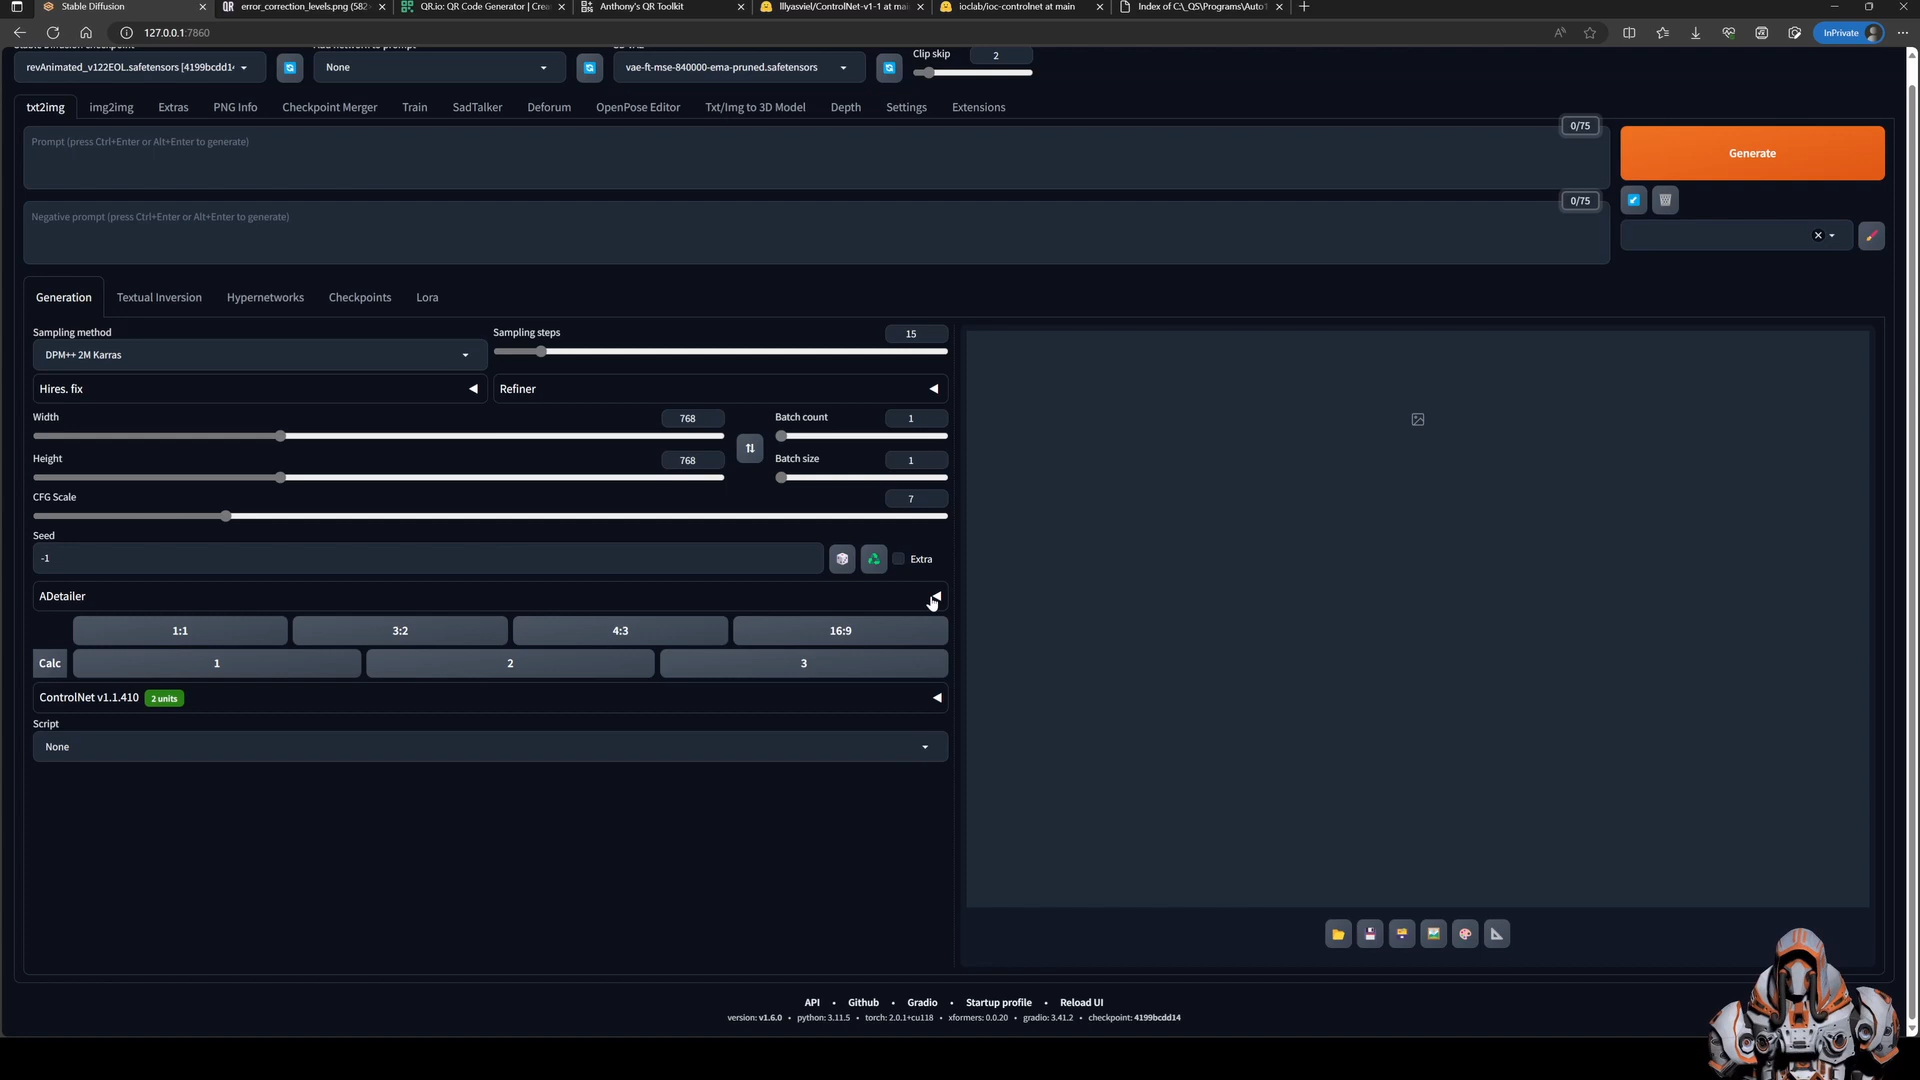 Stable Diffusion
error_correction_levels.png (582
QR.io: QR Code Generator | Crea
Anthony's QR Toolkit
lllyasviel/ControlNet-v1-1 at mai
ioclab/ioc-controlnet at main
Index of C:\_QS\Programs\Auto1
127.0.0.1:7860
InPrivate
Stable Diffusion checkpoint
Add network to prompt
SD VAE
Clip skip
2
revAnimated_v122EOL.safetensors [4199bcdd1
None
vae-ft-mse-840000-ema-pruned.safetensors
txt2img
img2img
Extras
PNG Info
Checkpoint Merger
Train
SadTalker
Deforum
OpenPose Editor
Txt/Img to 3D Model
Depth
Settings
Extensions
0/75
Prompt (press Ctrl+Enter or Alt+Enter to generate)
Generate
0/75
Negative prompt (press Ctrl+Enter or Alt+Enter to generate)
Generation
Textual Inversion
Hypernetworks
Checkpoints
Lora
Sampling method
Sampling steps
15
DPM++ 2M Karras
Hires. fix
Refiner
Width
768
Batch count
1
Height
768
Batch size
1
CFG Scale
7
Seed
-1
Extra
ADetailer
1:1
3:2
4:3
16:9
Calc
1
2
3
ControlNet v1.1.410
2 units
Script
None
API • Github • Gradio • Startup profile • Reload UI
version: v1.6.0 • python: 3.11.5 • torch: 2.0.1+cu118 • xformers: 0.0.20 • gradio: 3.41.2 • checkpoint: 4199bcdd14